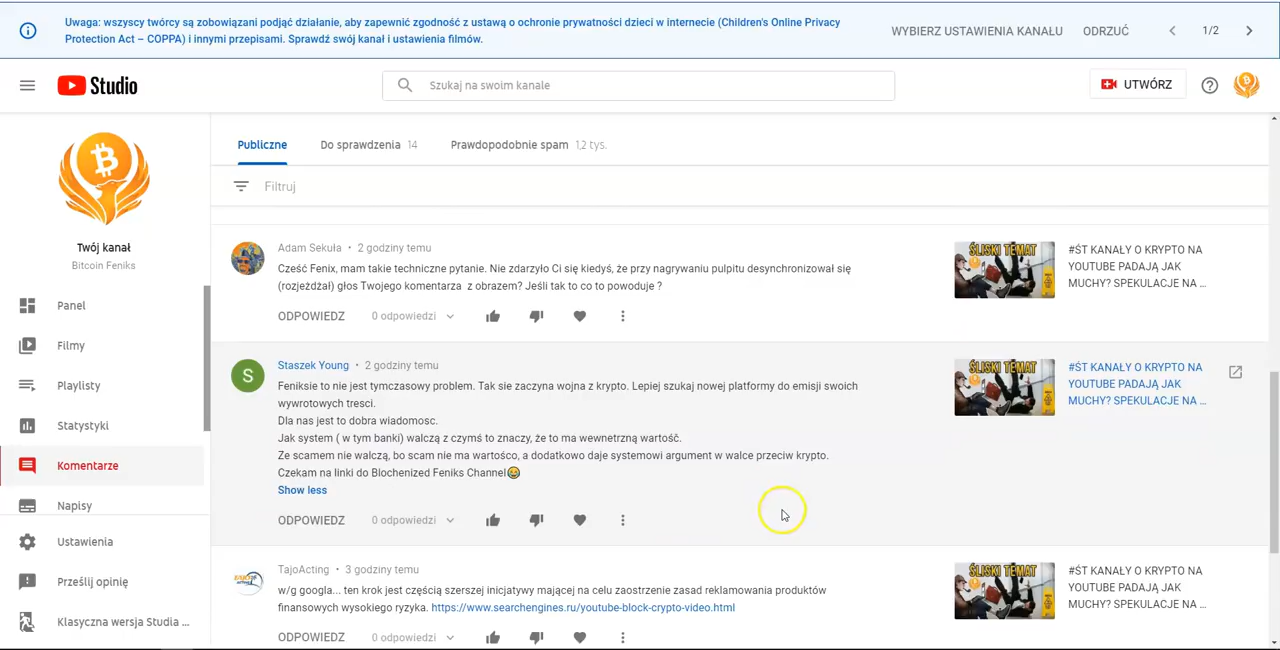 Uwaga: wszyscy twórcy są zobowiązani podjąć działanie, aby zapewnić zgodność z ustawą o ochronie prywatności dzieci w internecie (Children's Online Privacy
Protection Act – COPPA) i innymi przepisami. Sprawdź swój kanał i ustawienia filmów.
WYBIERZ USTAWIENIA KANAŁU
ODRZUĆ
1/2
Studio
Szukaj na swoim kanale
UTWÓRZ
Twój kanał
Bitcoin Feniks
Panel
Filmy
Playlisty
Statystyki
Komentarze
Napisy
Ustawienia
Prześlij opinię
Klasyczna wersja Studia ...
Publiczne
Do sprawdzenia 14
Prawdopodobnie spam 1,2 tys.
Filtruj
Adam Sekuła • 2 godziny temu
Cześć Fenix, mam takie techniczne pytanie. Nie zdarzyło Ci się kiedyś, że przy nagrywaniu pulpitu desynchronizował się
(rozjeżdżał) głos Twojego komentarza z obrazem? Jeśli tak to co to powoduje ?
ODPOWIEDZ 0 odpowiedzi
ŚLISKI TEMAT
#ŚT KANAŁY O KRYPTO NA
YOUTUBE PADAJĄ JAK
MUCHY? SPEKULACJE NA ...
S
Staszek Young • 2 godziny temu
Feniksie to nie jest tymczasowy problem. Tak sie zaczyna wojna z krypto. Lepiej szukaj nowej platformy do emisji swoich
wywrotowych tresci.
Dla nas jest to dobra wiadomosc.
Jak system ( w tym banki) walczą z czymś to znaczy, że to ma wewnetrzną wartość.
Ze scamem nie walczą, bo scam nie ma wartośco, a dodatkowo daje systemowi argument w walce przeciw krypto.
Czekam na linki do Blochenized Feniks Channel😂
Show less
ODPOWIEDZ 0 odpowiedzi
ŚLISKI TEMAT
#ŚT KANAŁY O KRYPTO NA
YOUTUBE PADAJĄ JAK
MUCHY? SPEKULACJE NA ...
TajoActing • 3 godziny temu
w/g googla... ten krok jest częścią szerszej inicjatywy mającej na celu zaostrzenie zasad reklamowania produktów
finansowych wysokiego ryzyka. https://www.searchengines.ru/youtube-block-crypto-video.html
ODPOWIEDZ 0 odpowiedzi
ŚLISKI TEMAT
#ŚT KANAŁY O KRYPTO NA
YOUTUBE PADAJĄ JAK
MUCHY? SPEKULACJE NA ...